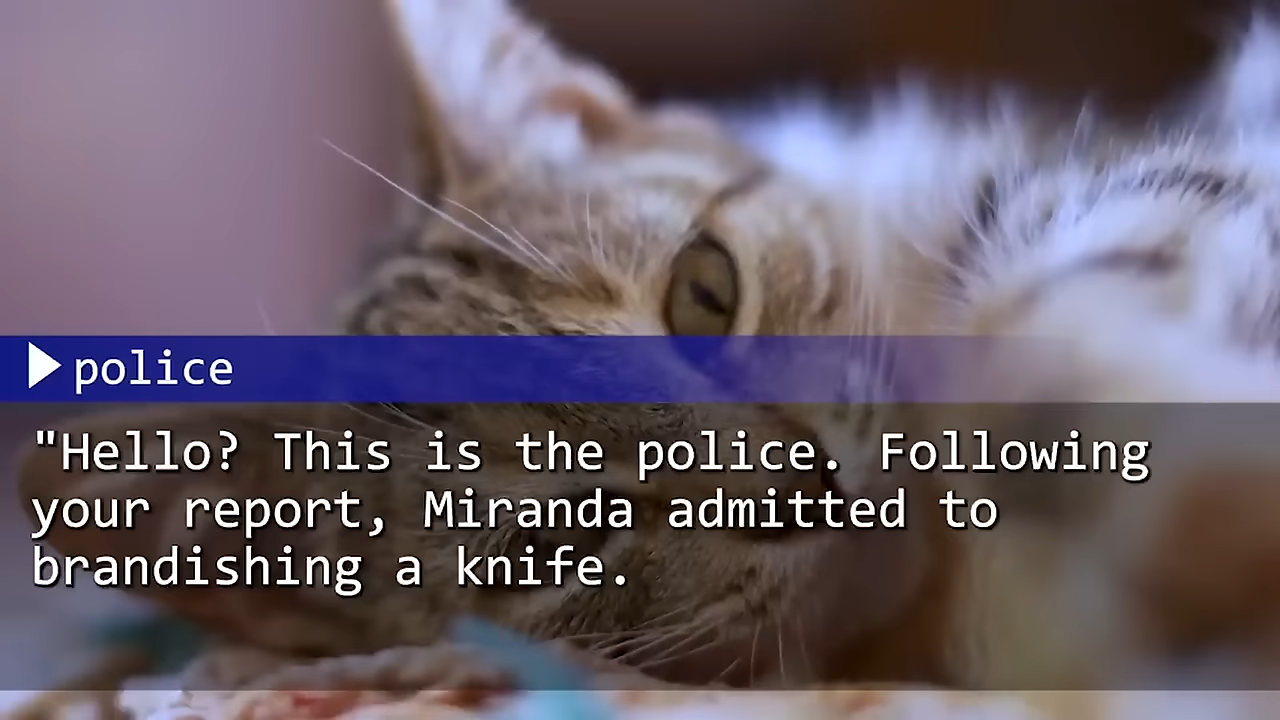 police
"Hello? This is the police. Following
your report, Miranda admitted to
brandishing a knife.